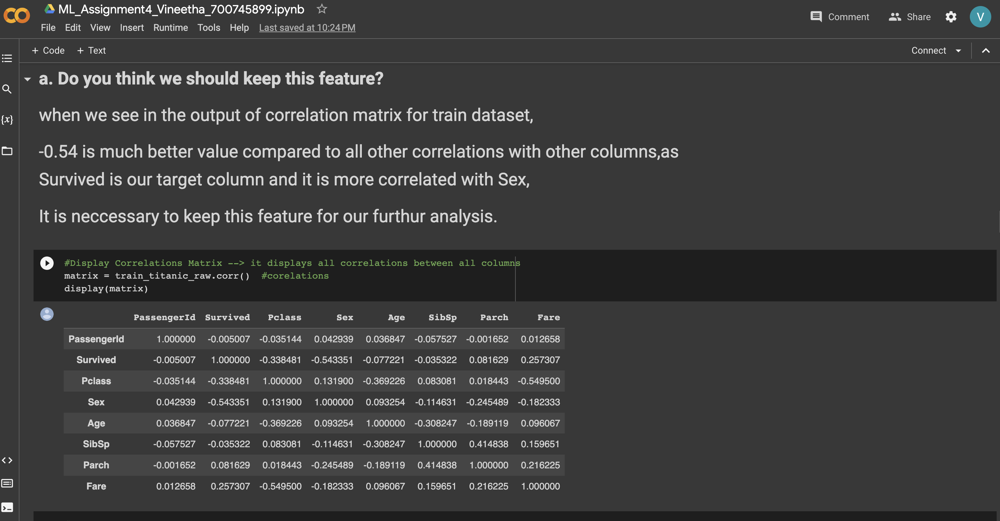 ML_Assignment4_Vineetha_700745899.ipynb
File Edit View Insert Runtime Tools Help Last saved at 10:24 PM
Comment Share V
+ Code + Text
Connect
a. Do you think we should keep this feature?
when we see in the output of correlation matrix for train dataset,
-0.54 is much better value compared to all other correlations with other columns,as
Survived is our target column and it is more correlated with Sex,
It is neccessary to keep this feature for our furthur analysis.
#Display Correlations Matrix --> it displays all correlations between all columns
matrix = train_titanic_raw.corr()  #corelations
display(matrix)
PassengerId Survived Pclass Sex Age SibSp Parch Fare
PassengerId 1.000000 -0.005007 -0.035144 0.042939 0.036847 -0.057527 -0.001652 0.012658
Survived -0.005007 1.000000 -0.338481 -0.543351 -0.077221 -0.035322 0.081629 0.257307
Pclass -0.035144 -0.338481 1.000000 0.131900 -0.369226 0.083081 0.018443 -0.549500
Sex 0.042939 -0.543351 0.131900 1.000000 0.093254 -0.114631 -0.245489 -0.182333
Age 0.036847 -0.077221 -0.369226 0.093254 1.000000 -0.308247 -0.189119 0.096067
SibSp -0.057527 -0.035322 0.083081 -0.114631 -0.308247 1.000000 0.414838 0.159651
Parch -0.001652 0.081629 0.018443 -0.245489 -0.189119 0.414838 1.000000 0.216225
Fare 0.012658 0.257307 -0.549500 -0.182333 0.096067 0.159651 0.216225 1.000000